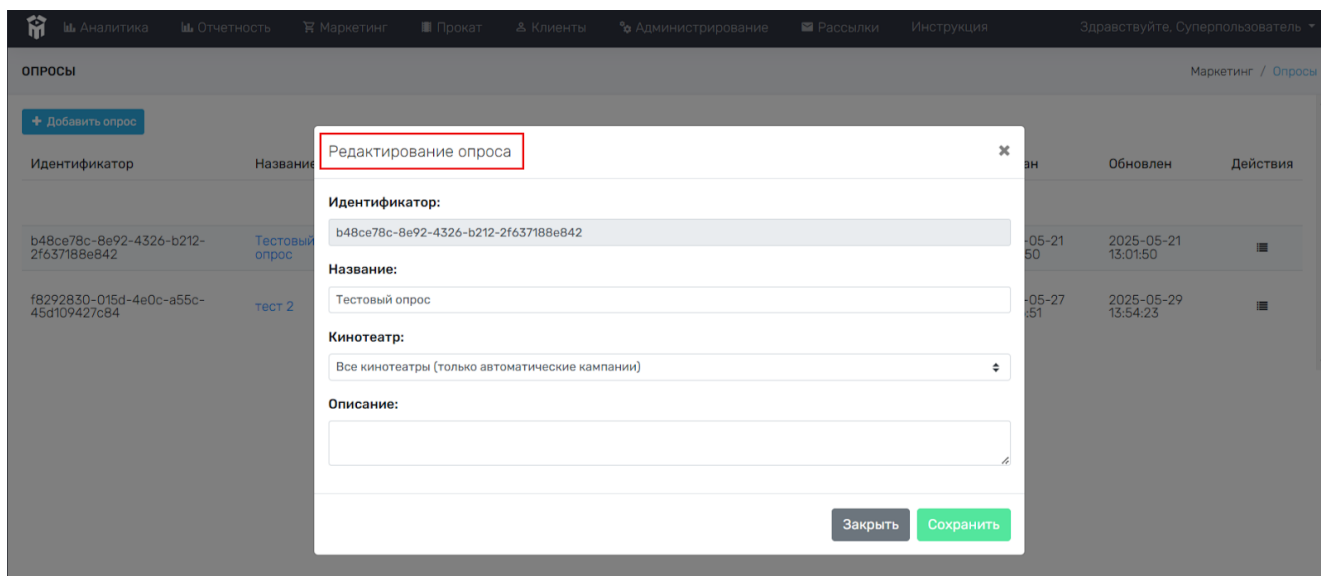 Аналитика Отчетность Маркетинг Прокат Клиенты Администрирование Рассылки Инструкция Здравствуйте, Суперпользователь
ОПРОСЫ Маркетинг / Опросы
+ Добавить опрос
Редактирование опроса
Идентификатор Название ан Обновлен Действия
Идентификатор:
b48ce78c-8e92-4326-b212-2f637188e842
b48ce78c-8e92-4326-b212- Тестовый -05-21 2025-05-21
2f637188e842 опрос 50 13:01:50
Название:
Тестовый опрос
f8292830-015d-4e0c-a55c- тест 2 -05-27 2025-05-29
45d109427c84 :51 13:54:23
Кинотеатр:
Все кинотеатры (только автоматические кампании)
Описание:
Закрыть Сохранить